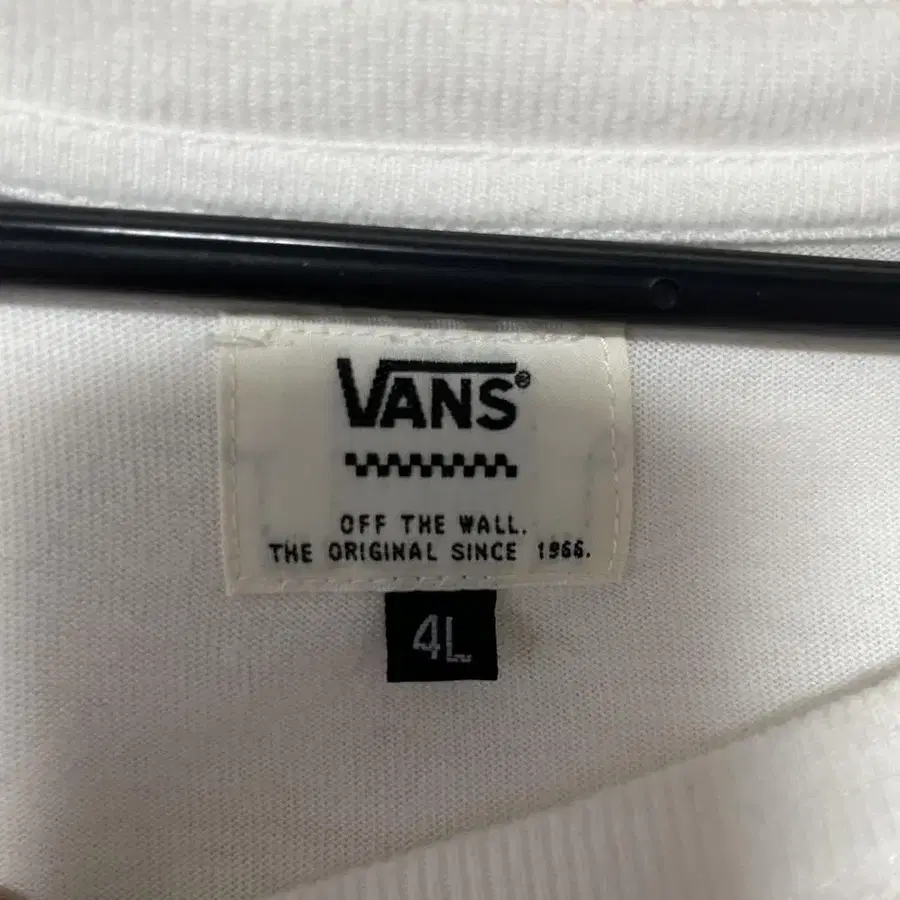 VANS®
OFF THE WALL.
THE ORIGINAL SINCE 1966.
4L